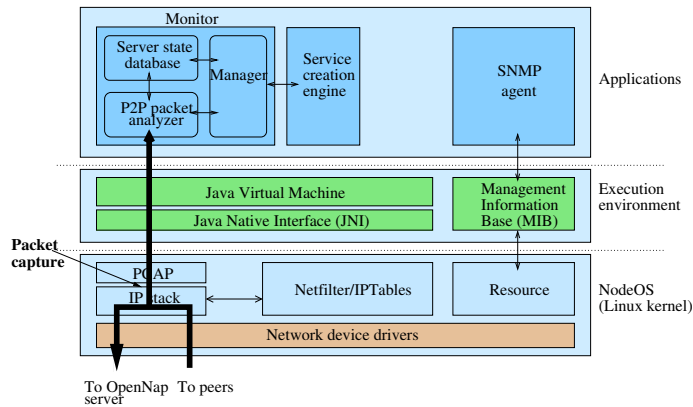 Monitor
Server state
database
Manager
P2P packet
analyzer
Service
creation
engine
SNMP
agent
Applications
Java Virtual Machine
Java Native Interface (JNI)
Management
Information
Base (MIB)
Execution
environment
Packet
capture
PCAP
IP stack
Netfilter/IPTables
Resource
NodeOS
(Linux kernel)
Network device drivers
To OpenNap
server
To peers